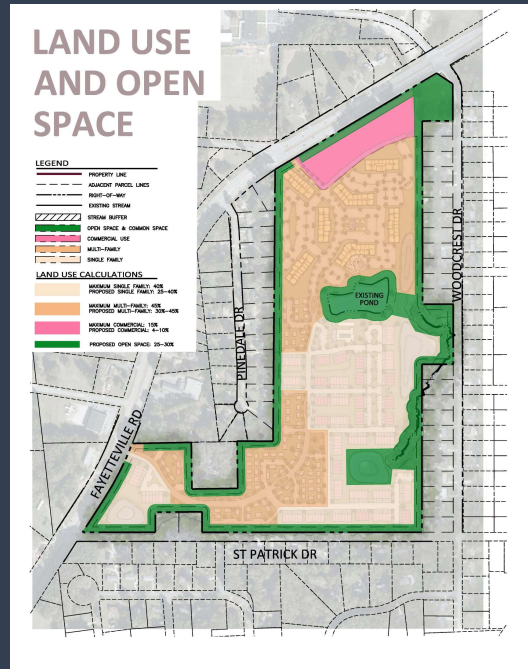 LAND USE
AND OPEN
SPACE
LEGEND
PROPERTY LINE
ADJACENT PARCEL LINES
RIGHT-OF-WAY
EXISTING STREAM
STREAM BUFFER
OPEN SPACE & COMMON SPACE
COMMERCIAL USE
MULTI-FAMILY
SINGLE FAMILY
LAND USE CALCULATIONS
MAXIMUM SINGLE FAMILY: 40%
PROPOSED SINGLE FAMILY: 25-40%
MAXIMUM MULTI-FAMILY: 45%
PROPOSED MULTI-FAMILY: 30%-45%
MAXIMUM COMMERCIAL: 15%
PROPOSED COMMERCIAL: 4-10%
PROPOSED OPEN SPACE: 25-30%
WOODCREST DR
EXISTING
POND
PINEDALE DR
FAYETTEVILLE RD
ST PATRICK DR